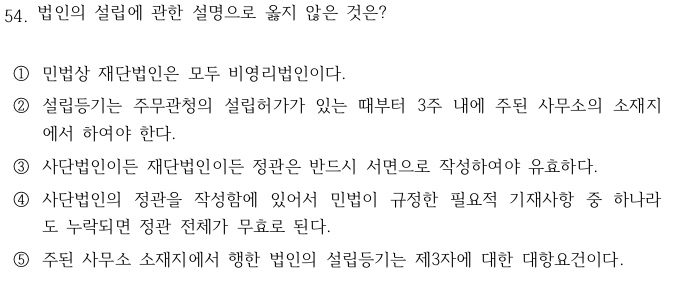 54. 법인의 설립에 관한 설명으로 옳지 않은 것은?
① 민법상 재단법인은 모두 비영리법인이다.
② 설립등기는 주무관청의 설립허가가 있는 때부터 3주 내에 주된 사무소의 소재지
에서 하여야 한다.
③ 사단법인이든 재단법인이든 정관은 반드시 서면으로 작성하여야 유효하다.
④ 사단법인의 정관을 작성함에 있어서 민법이 규정한 필요적 기재사항 중 하나라
도 누락되면 정관 전체가 무효로 된다.
⑤ 주된 사무소 소재지에서 행한 법인의 설립등기는 제3자에 대한 대항요건이다.